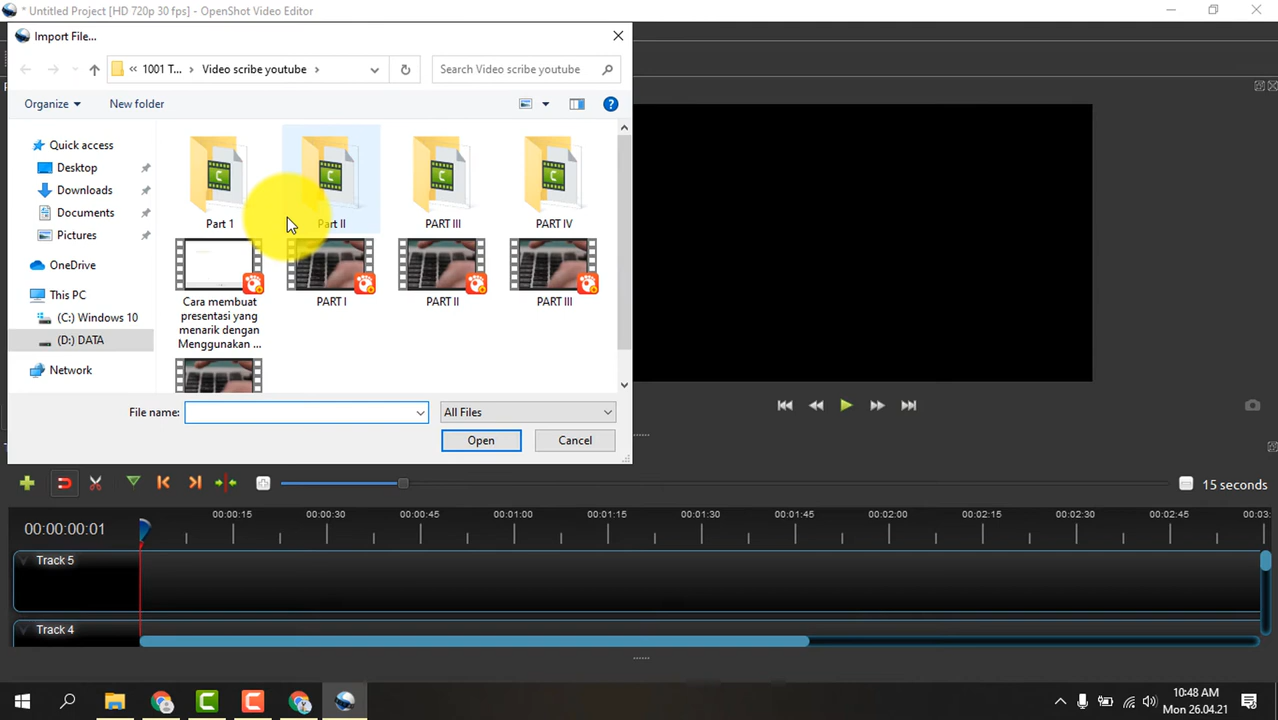 * Untitled Project [HD 720p 30 fps] - OpenShot Video Editor
Import File...
« 1001 T... › Video scribe youtube ›
Search Video scribe youtube
Organize
New folder
Quick access
Desktop
Downloads
Documents
Pictures
OneDrive
This PC
(C:) Windows 10
(D:) DATA
Network
Part 1
Part II
PART III
PART IV
Cara membuat
presentasi yang
menarik dengan
Menggunakan ...
PART I
PART II
PART III
File name:
All Files
Open
Cancel
15 seconds
00:00:00:01
00:00:15
00:00:30
00:00:45
00:01:00
00:01:15
00:01:30
00:01:45
00:02:00
00:02:15
00:02:30
00:02:45
00:03:
Track 5
Track 4
10:48 AM
Mon 26.04.21